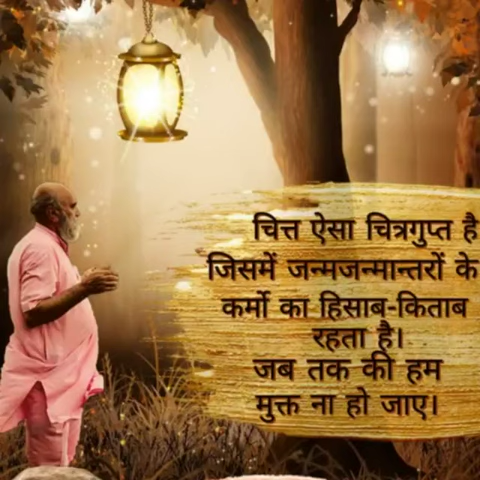 चित्त ऐसा चित्रगुप्त है
जिसमें जन्मजन्मान्तरों के
कर्मो का हिसाब-किताब
रहता है।
जब तक की हम
मुक्त ना हो जाए।